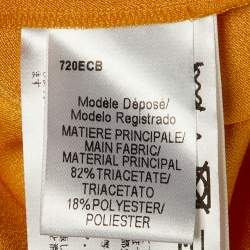 720ECB
Modèle Déposé/
Modelo Registrado
MATIERE PRINCIPALE/
MAIN FABRIC/
MATERIAL PRINCIPAL
82% TRIACETATE/
TRIACETATO
18% POLYESTER/
POLIESTER